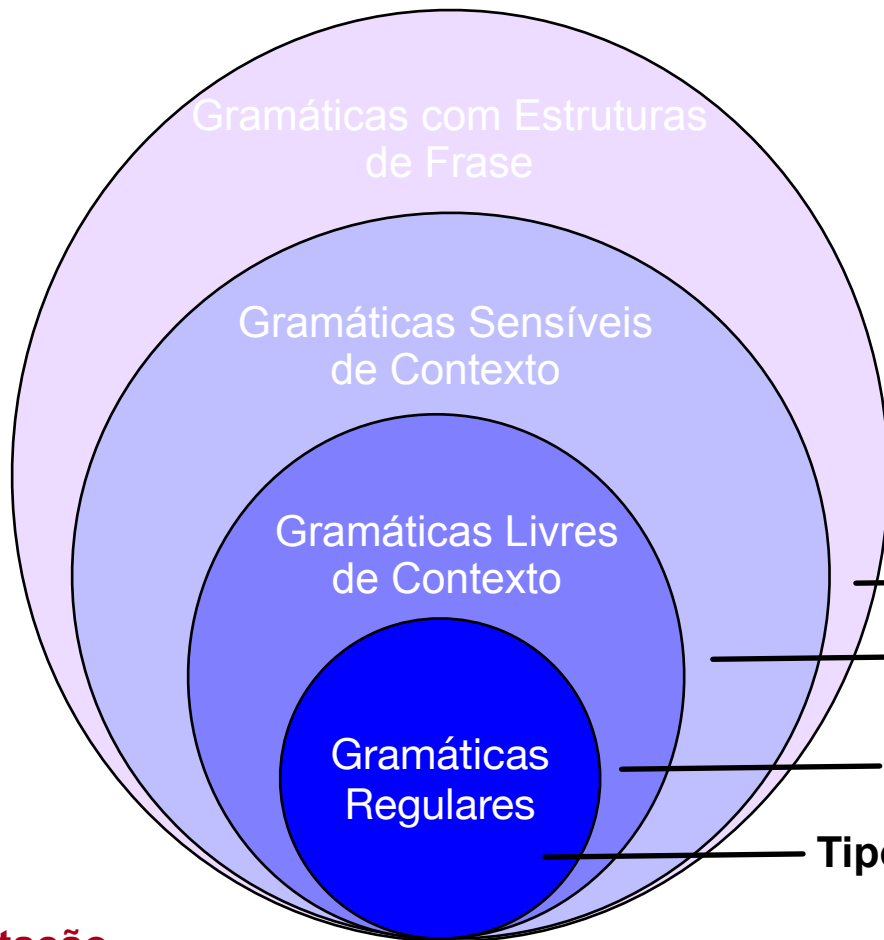 Gramáticas com Estruturas
de Frase
Gramáticas Sensíveis
de Contexto
Gramáticas Livres
de Contexto
Gramáticas
Regulares